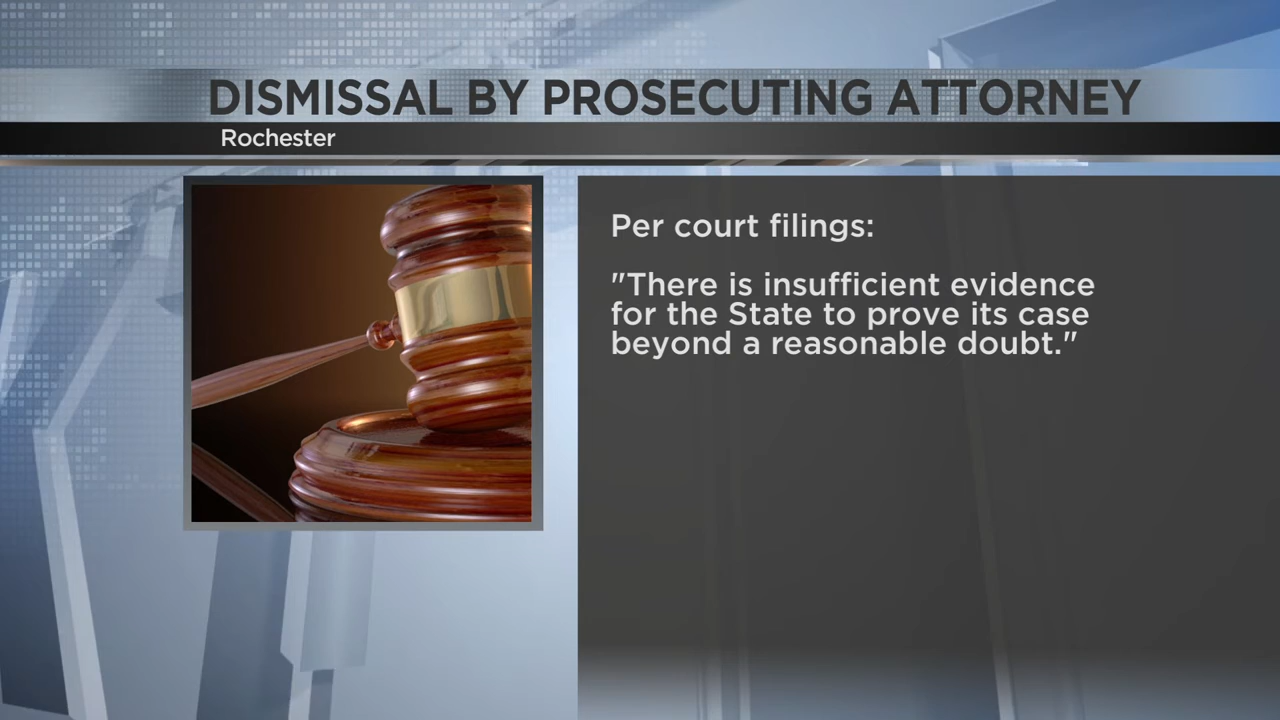 DISMISSAL BY PROSECUTING ATTORNEY
Rochester
Per court filings:
"There is insufficient evidence
for the State to prove its case
beyond a reasonable doubt."